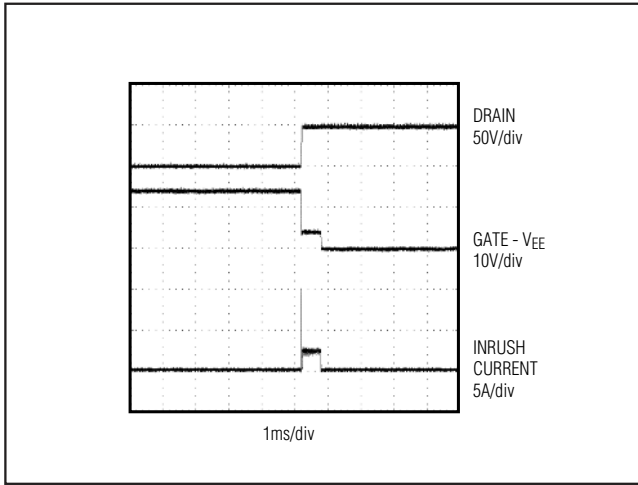 DRAIN
50V/div
GATE - VEE
10V/div
INRUSH
CURRENT
5A/div
1ms/div